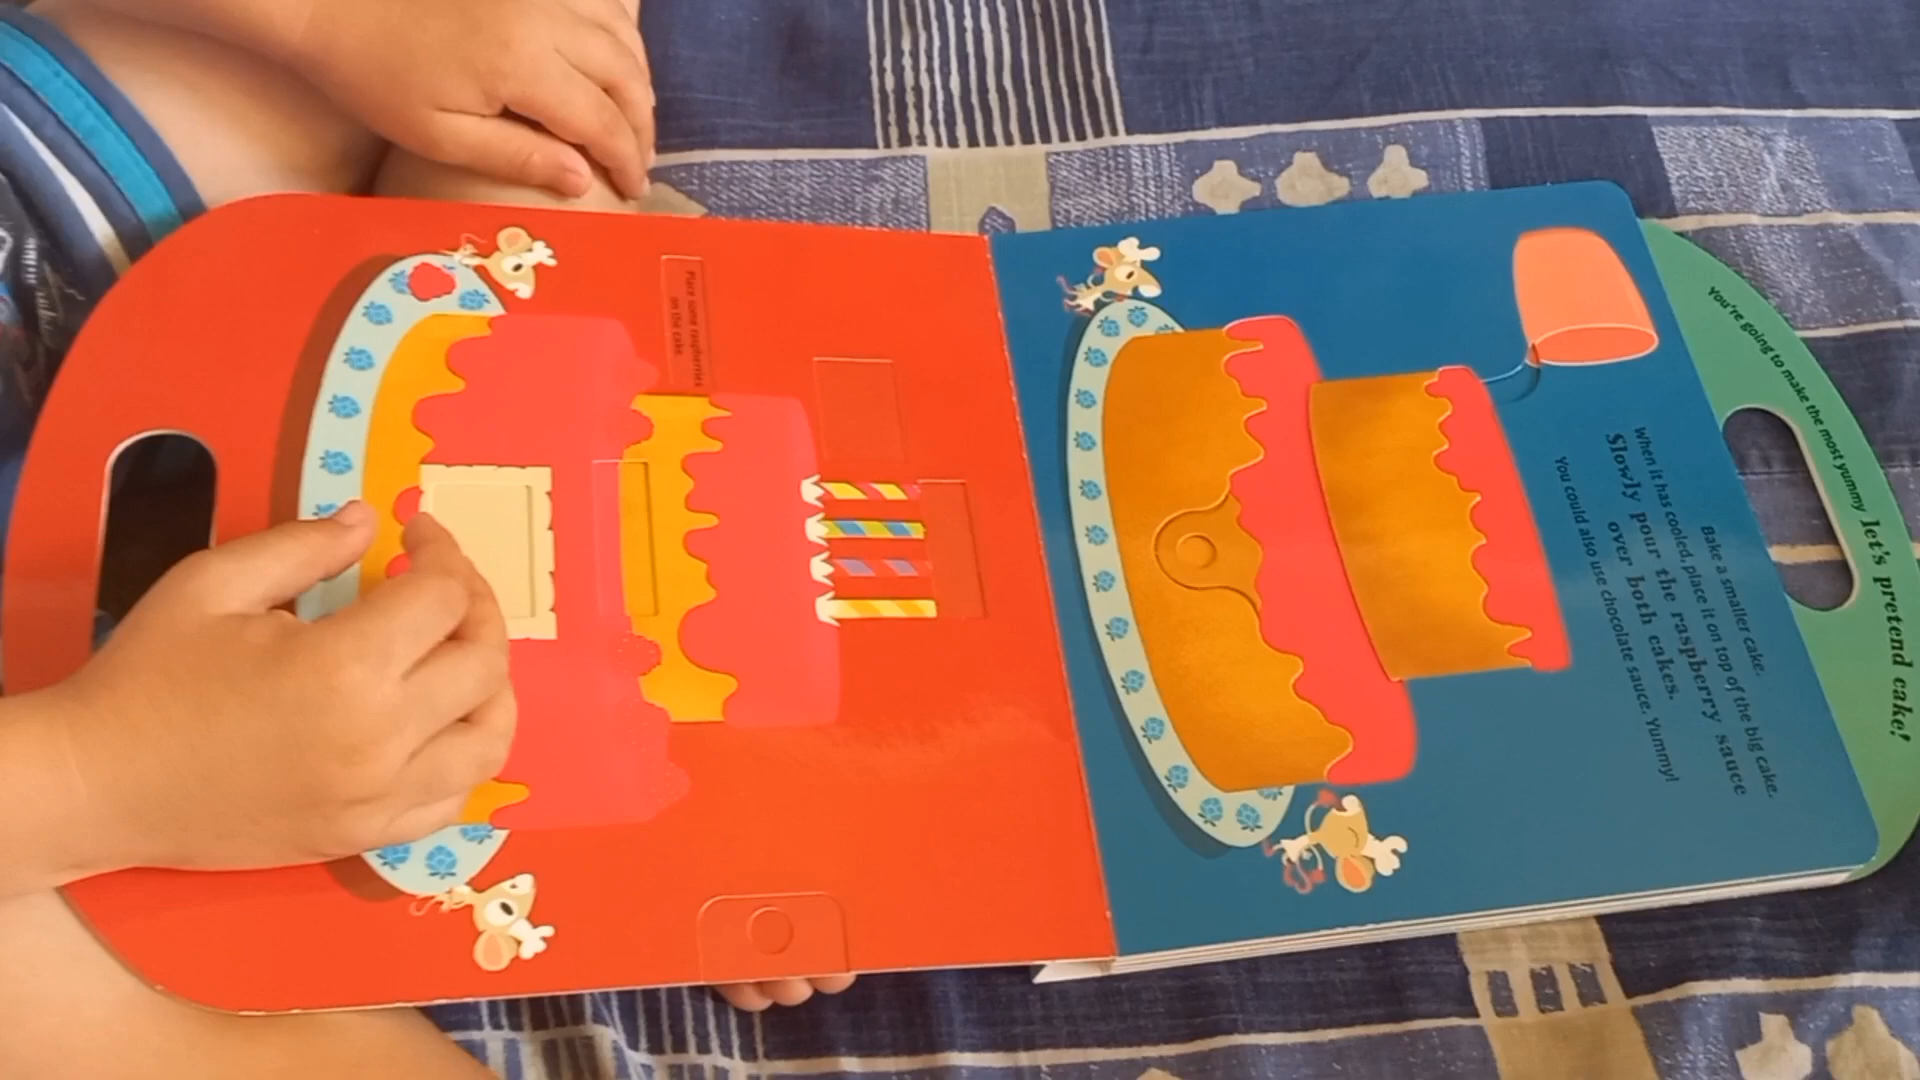 Place some raspberries
on the cake.
Bake a smaller cake.
When it has cooled, place it on top of the big cake.
Slowly pour the raspberry sauce
over both cakes.
You could also use chocolate sauce. Yummy!
You're going to make the most yummy let's pretend cake!